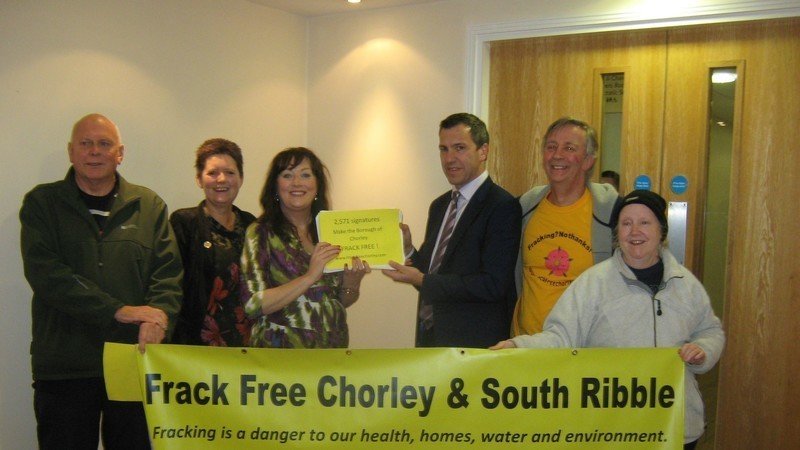 2,571 signatures
Make the Borough of
Chorley
FRACK FREE !
Fracking?Nothanks!
Frack Free Chorley & South Ribble
Fracking is a danger to our health, homes, water and environment.